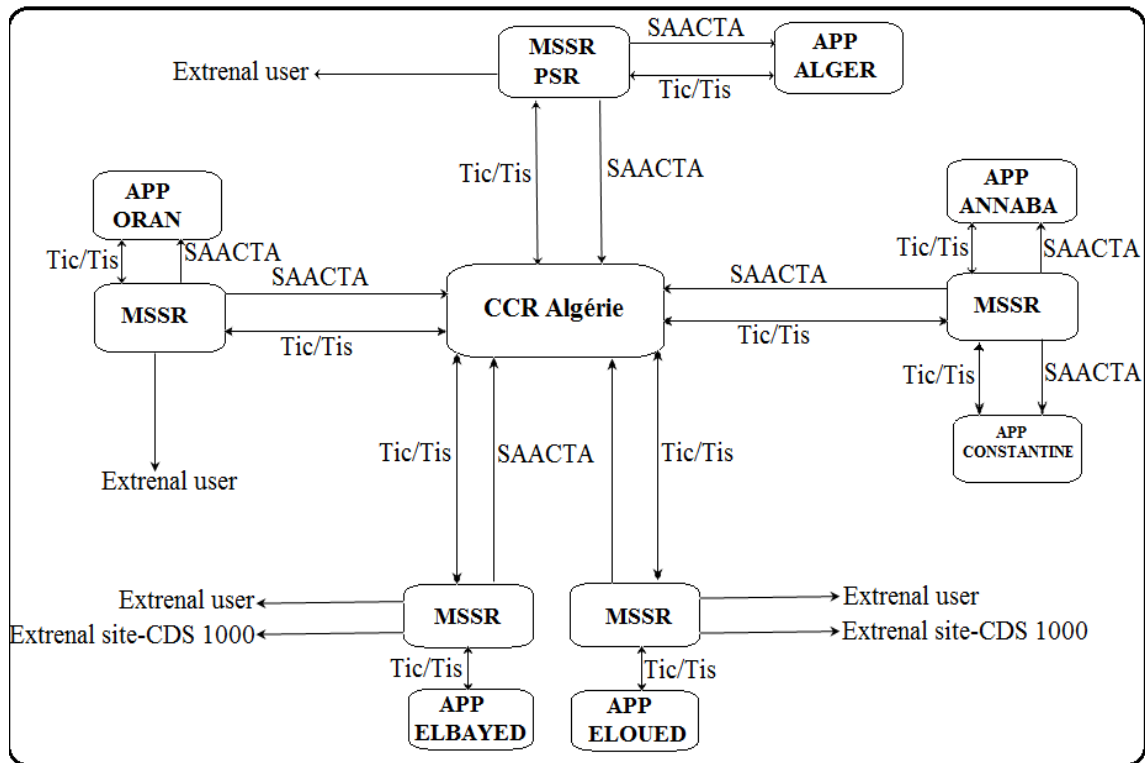 SAACTA
MSSR
PSR
APP
ALGER
Extrenal user
Tic/Tis
Tic/Tis
SAACTA
APP
ORAN
APP
ANNABA
Tic/Tis
SAACTA
Tic/Tis
SAACTA
SAACTA
SAACTA
MSSR
CCR Algérie
MSSR
Tic/Tis
Tic/Tis
Tic/Tis
SAACTA
APP
CONSTANTINE
Tic/Tis
SAACTA
Tic/Tis
Extrenal user
Extrenal user
MSSR
MSSR
Extrenal user
Extrenal site-CDS 1000
Extrenal site-CDS 1000
Tic/Tis
Tic/Tis
APP
ELBAYED
APP
ELOUED